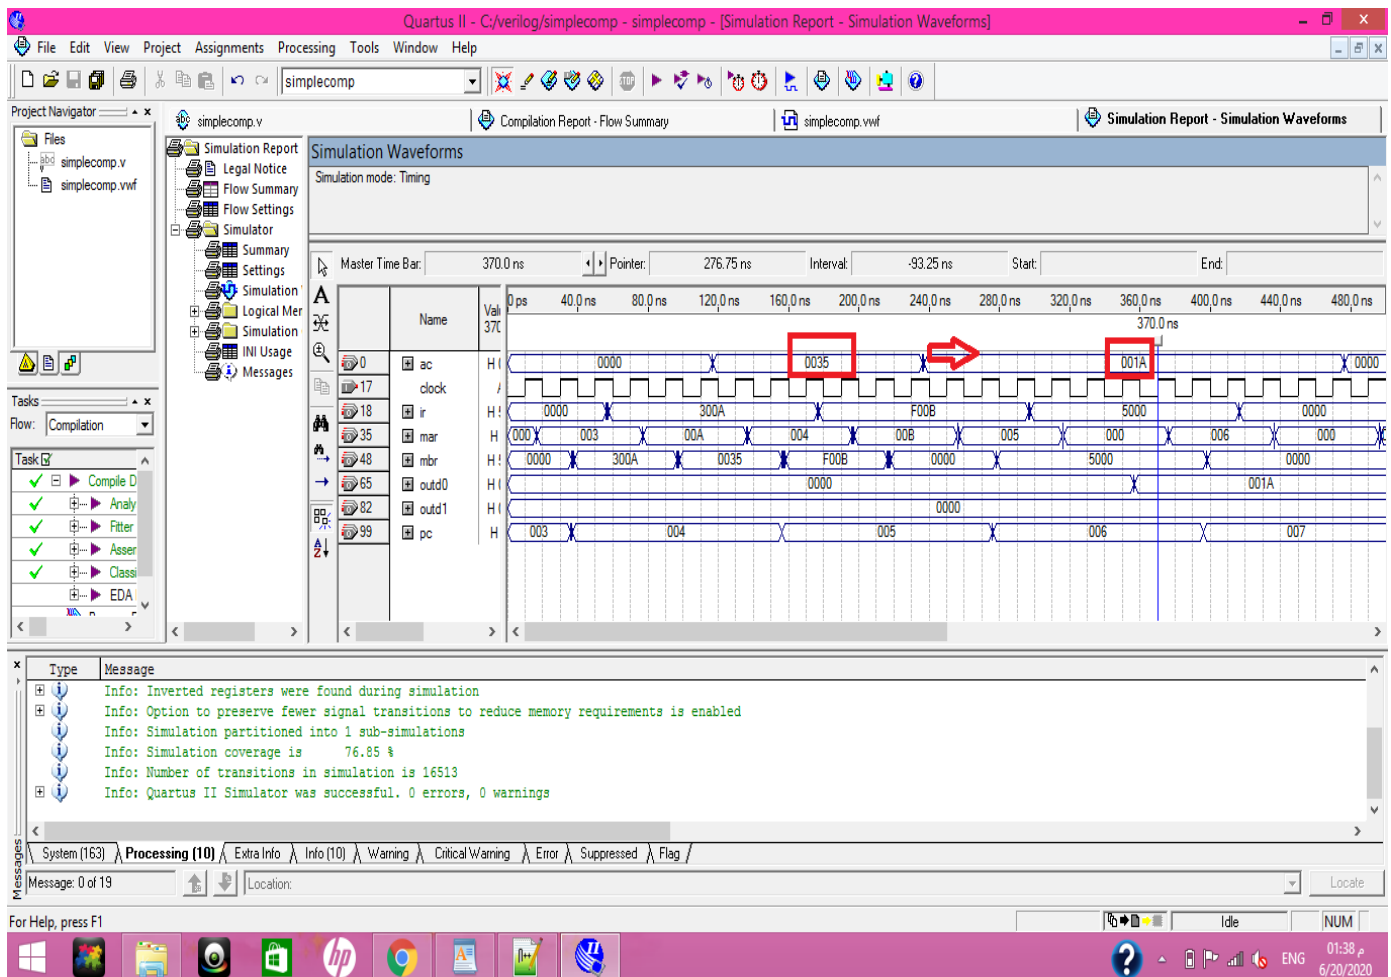 Quartus II - C:/verilog/simplecomp - simplecomp - [Simulation Report - Simulation Waveforms]
File Edit View Project Assignments Processing Tools Window Help
simplecomp
Project Navigator
simplecomp.v
Compilation Report - Flow Summary
simplecomp.vwf
Simulation Report - Simulation Waveforms
Files
simplecomp.v
simplecomp.vwf
Simulation Report
Legal Notice
Flow Summary
Flow Settings
Simulator
Summary
Settings
Simulation
Logical Mer
Simulation
INI Usage
Messages
Simulation Waveforms
Simulation mode: Timing
Master Time Bar: 370.0 ns Pointer: 276.75 ns Interval: -93.25 ns Start: End:
Name
Valu
370
0 ps 40.0 ns 80.0 ns 120.0 ns 160.0 ns 200.0 ns 240.0 ns 280.0 ns 320.0 ns 360.0 ns 400.0 ns 440.0 ns 480.0 ns
370.0 ns
0 ac H 0000 0035 001A 0000
17 clock
18 ir H 0000 300A F00B 5000 0000
35 mar H 000 003 00A 004 00B 005 000 006 000
48 mbr H 0000 300A 0035 F00B 0000 5000 0000
65 outd0 H 0000 001A
82 outd1 H 0000
99 pc H 003 004 005 006 007
Tasks
Flow: Compilation
Task
Compile D
Analy
Fitter
Asser
Classi
EDA
Type Message
Info: Inverted registers were found during simulation
Info: Option to preserve fewer signal transitions to reduce memory requirements is enabled
Info: Simulation partitioned into 1 sub-simulations
Info: Simulation coverage is 76.85 %
Info: Number of transitions in simulation is 16513
Info: Quartus II Simulator was successful. 0 errors, 0 warnings
Messages
System (163) Processing (10) Extra Info Info (10) Warning Critical Warning Error Suppressed Flag
Message: 0 of 19 Location: Locate
For Help, press F1 Idle NUM
ENG
01:38 م
6/20/2020